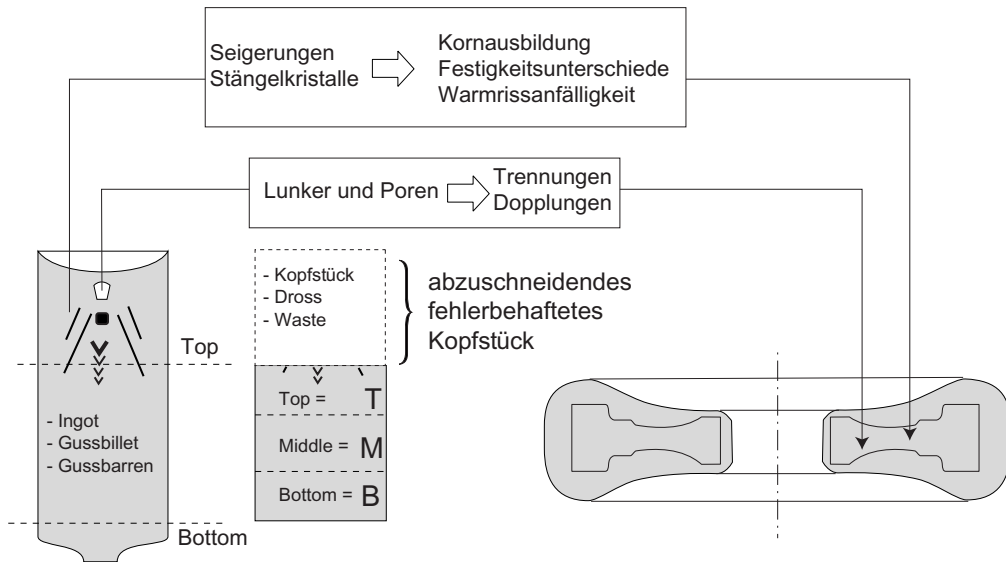 Seigerungen
Stängelkristalle
Kornausbildung
Festigkeitsunterschiede
Warmrissanfälligkeit
Lunker und Poren
Trennungen
Dopplungen
- Kopfstück
- Dross
- Waste
abzuschneidendes
fehlerbehaftetes
Kopfstück
Top
- Ingot
- Gussbillet
- Gussbarren
Bottom
Top = T
Middle = M
Bottom = B